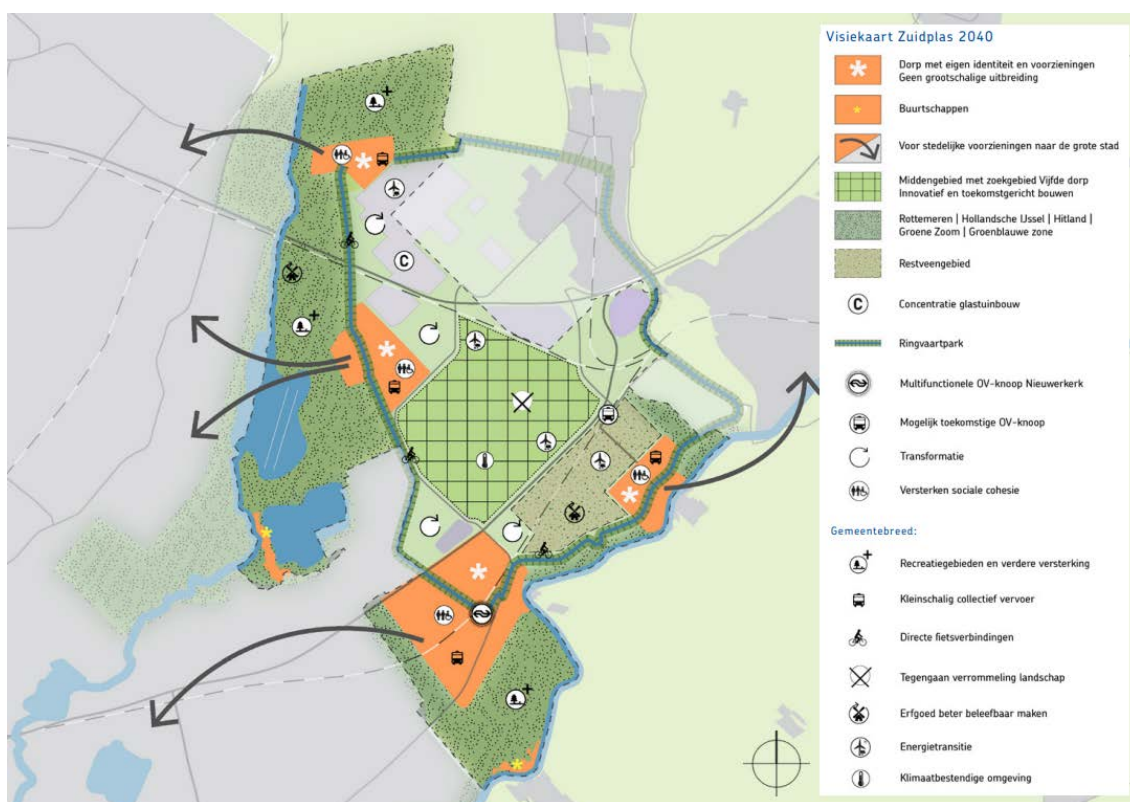 Visiekaart Zuidplas 2040
Dorp met eigen identiteit en voorzieningen
Geen grootschalige uitbreiding
Buurtschappen
Voor stedelijke voorzieningen naar de grote stad
Middengebied met zoekgebied Vijfde dorp
Innovatief en toekomstgericht bouwen
Rottemeren | Hollandsche IJssel | Hitland |
Groene Zoom | Groenblauwe zone
Restveengebied
C
Concentratie glastuinbouw
Ringvaartpark
Multifunctionele OV-knoop Nieuwerkerk
Mogelijk toekomstige OV-knoop
Transformatie
Versterken sociale cohesie
Gemeentebreed:
Recreatiegebieden en verdere versterking
Kleinschalig collectief vervoer
Directe fietsverbindingen
Tegengaan verrommeling landschap
Erfgoed beter beleefbaar maken
Energietransitie
Klimaatbestendige omgeving
C